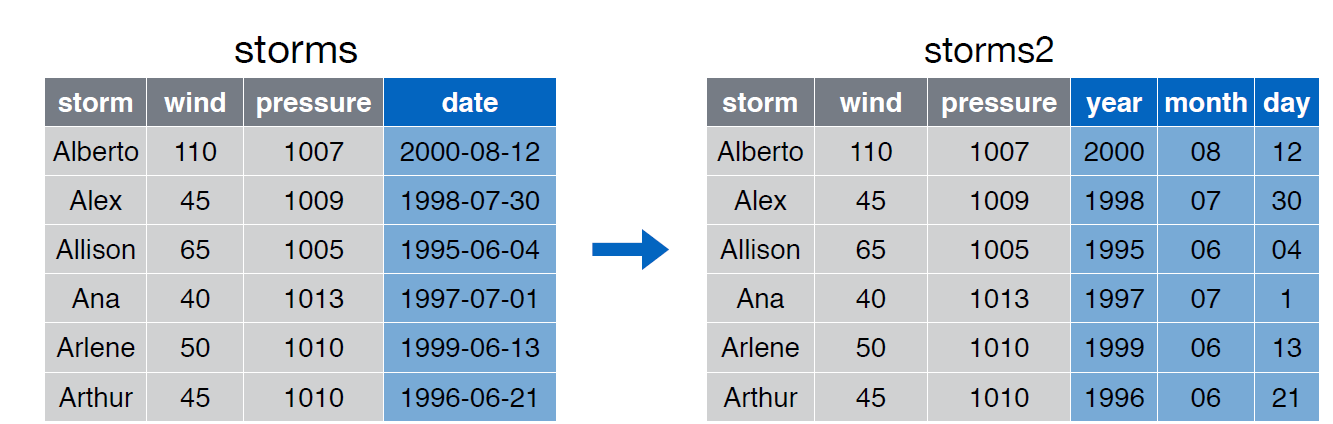 storms storms2
storm wind pressure date storm wind pressure year month day
Alberto 110 1007 2000-08-12 Alberto 110 1007 2000 08 12
Alex 45 1009 1998-07-30 Alex 45 1009 1998 07 30
Allison 65 1005 1995-06-04 Allison 65 1005 1995 06 04
Ana 40 1013 1997-07-01 Ana 40 1013 1997 07 1
Arlene 50 1010 1999-06-13 Arlene 50 1010 1999 06 13
Arthur 45 1010 1996-06-21 Arthur 45 1010 1996 06 21